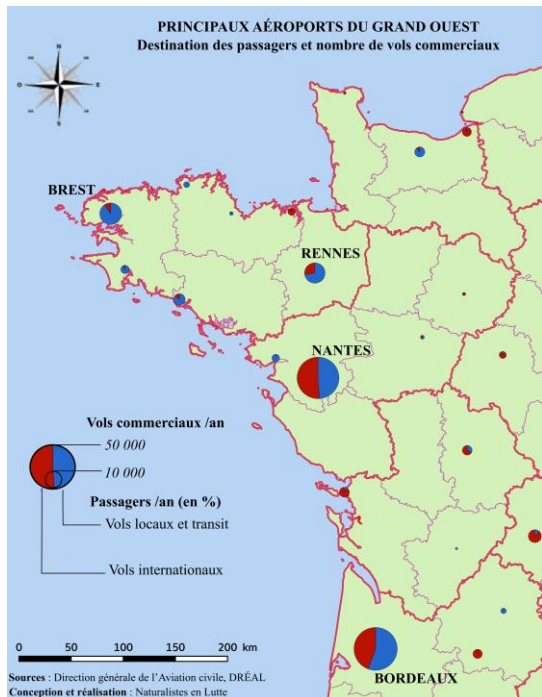 PRINCIPAUX AÉROPORTS DU GRAND OUEST
Destination des passagers et nombre de vols commerciaux
N
O
E
S
BREST
RENNES
NANTES
Vols commerciaux /an
50 000
10 000
Passagers /an (en %)
Vols locaux et transit
Vols internationaux
0 50 100 150 200 km
BORDEAUX
Sources : Direction générale de l'Aviation civile, DRÉAL
Conception et réalisation : Naturalistes en Lutte